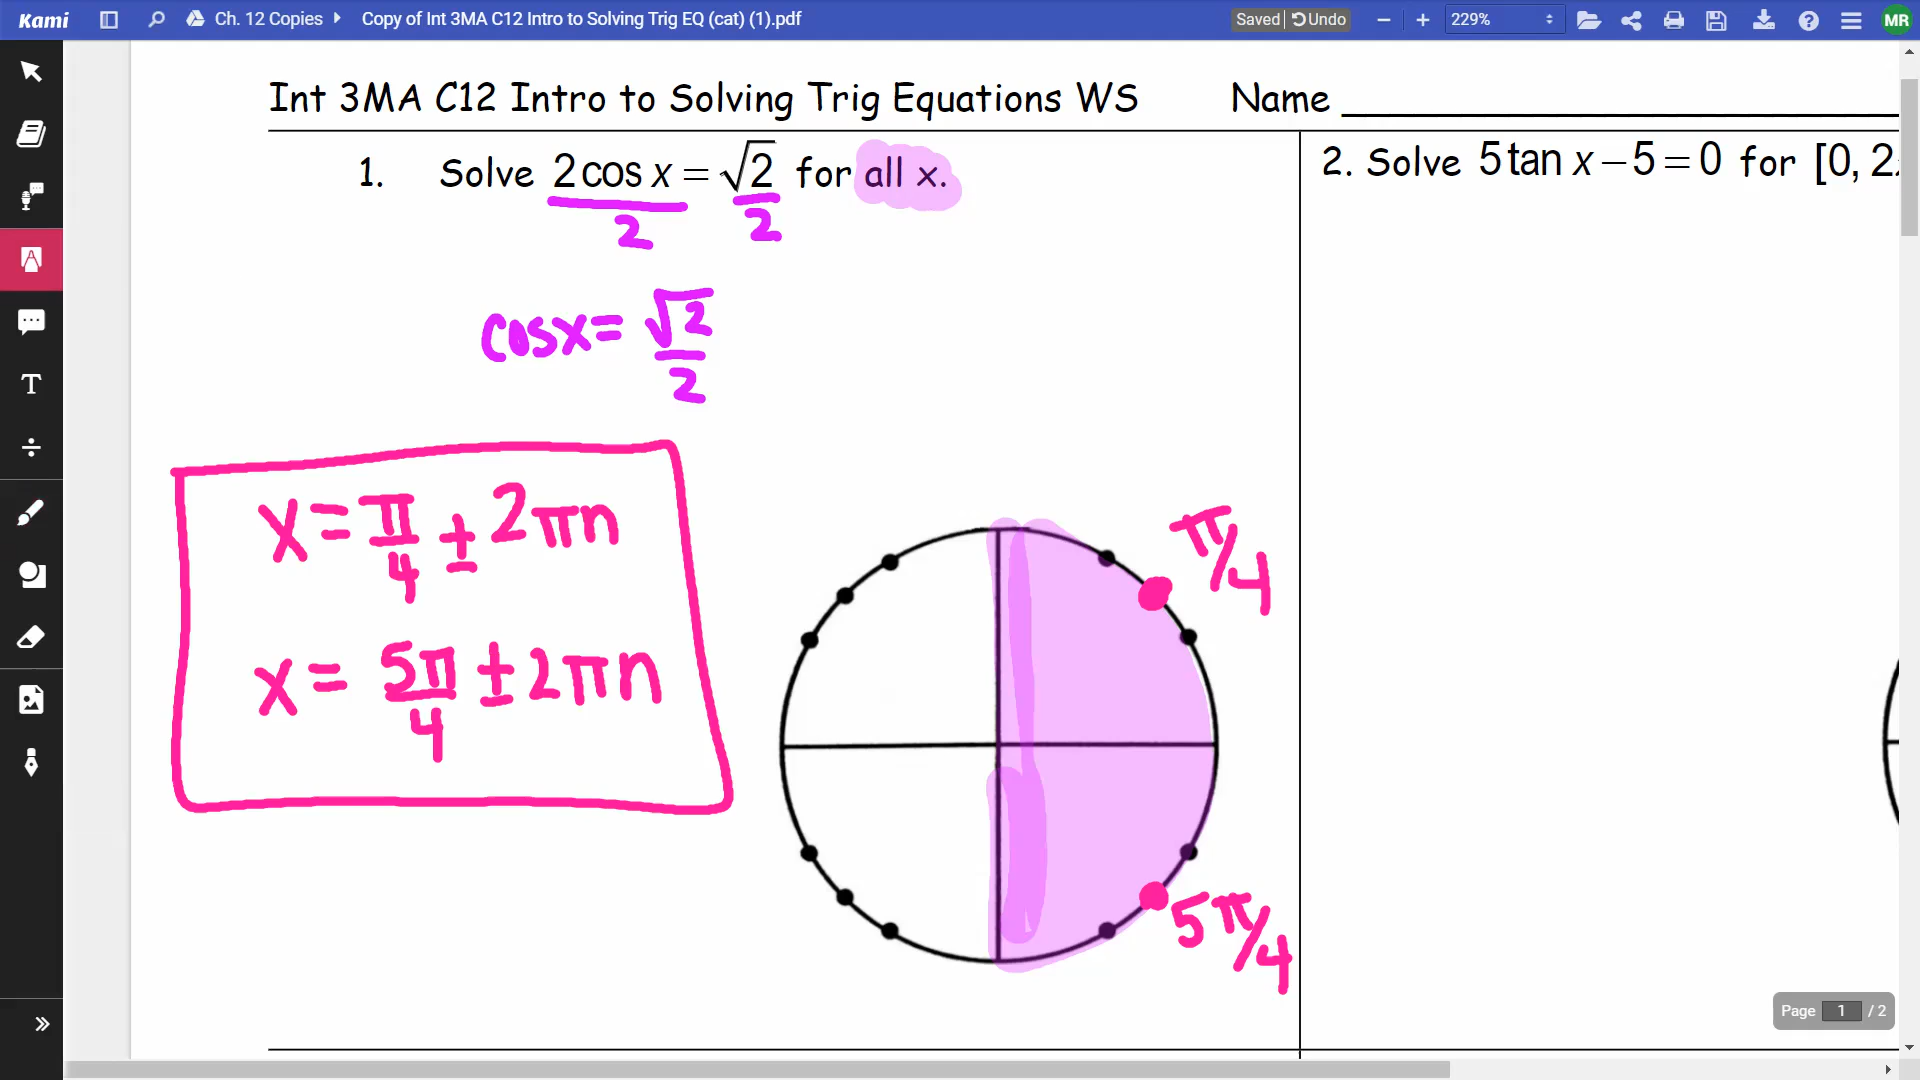 Kami Ch. 12 Copies Copy of Int 3MA C12 Intro to Solving Trig EQ (cat) (1).pdf Saved Undo 229% MR
Int 3MA C12 Intro to Solving Trig Equations WS Name
1. Solve 2cos x = √2 for all x.
2 2
cosx = √2/2
x = π/4 ± 2πn
x = 5π/4 ± 2πn
π/4
5π/4
2. Solve 5tan x − 5 = 0 for [0, 2
Page 1 / 2